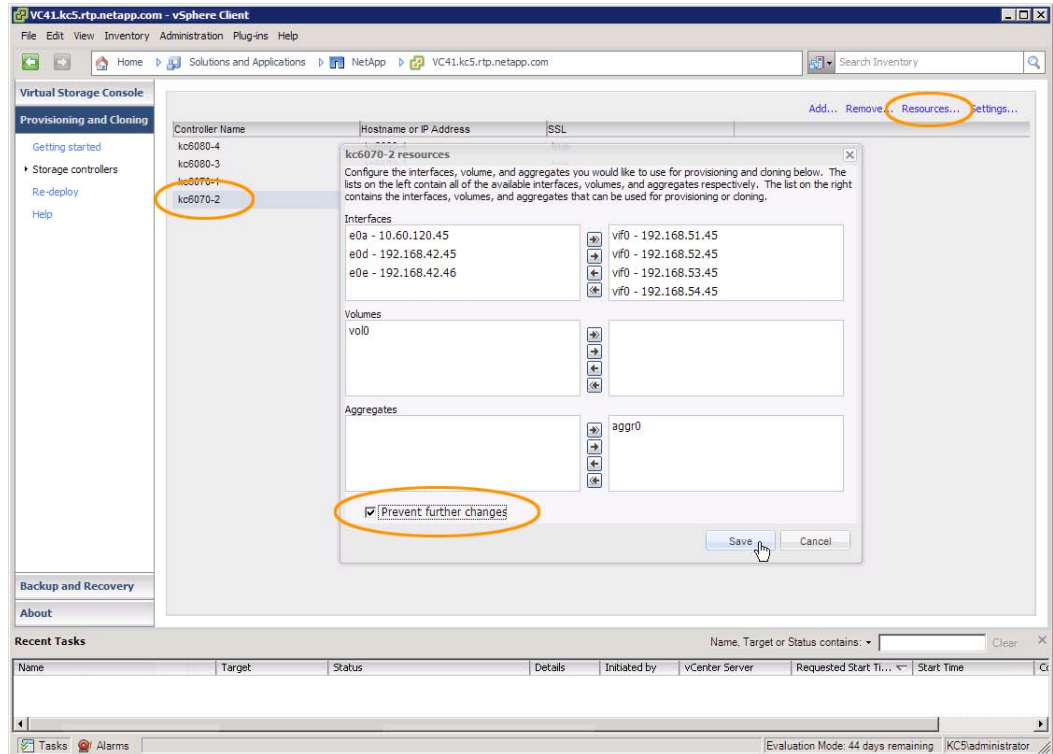 VC41.kc5.rtp.netapp.com - vSphere Client
File Edit View Inventory Administration Plug-ins Help
Home Solutions and Applications NetApp VC41.kc5.rtp.netapp.com Search Inventory
Virtual Storage Console
Provisioning and Cloning
Getting started
Storage controllers
Re-deploy
Help
Add... Remove... Resources... Settings...
Controller Name Hostname or IP Address SSL
kc6080-4
kc6080-3
kc6070-1
kc6070-2
kc6070-2 resources
Configure the interfaces, volume, and aggregates you would like to use for provisioning and cloning below. The
lists on the left contain all of the available interfaces, volumes, and aggregates respectively. The list on the right
contains the interfaces, volumes, and aggregates that can be used for provisioning or cloning.
Interfaces
e0a - 10.60.120.45
e0d - 192.168.42.45
e0e - 192.168.42.46
vif0 - 192.168.51.45
vif0 - 192.168.52.45
vif0 - 192.168.53.45
vif0 - 192.168.54.45
Volumes
vol0
Aggregates
aggr0
Prevent further changes
Save Cancel
Backup and Recovery
About
Recent Tasks
Name, Target or Status contains: Clear
Name Target Status Details Initiated by vCenter Server Requested Start Ti... Start Time
Tasks Alarms Evaluation Mode: 44 days remaining KC5\administrator